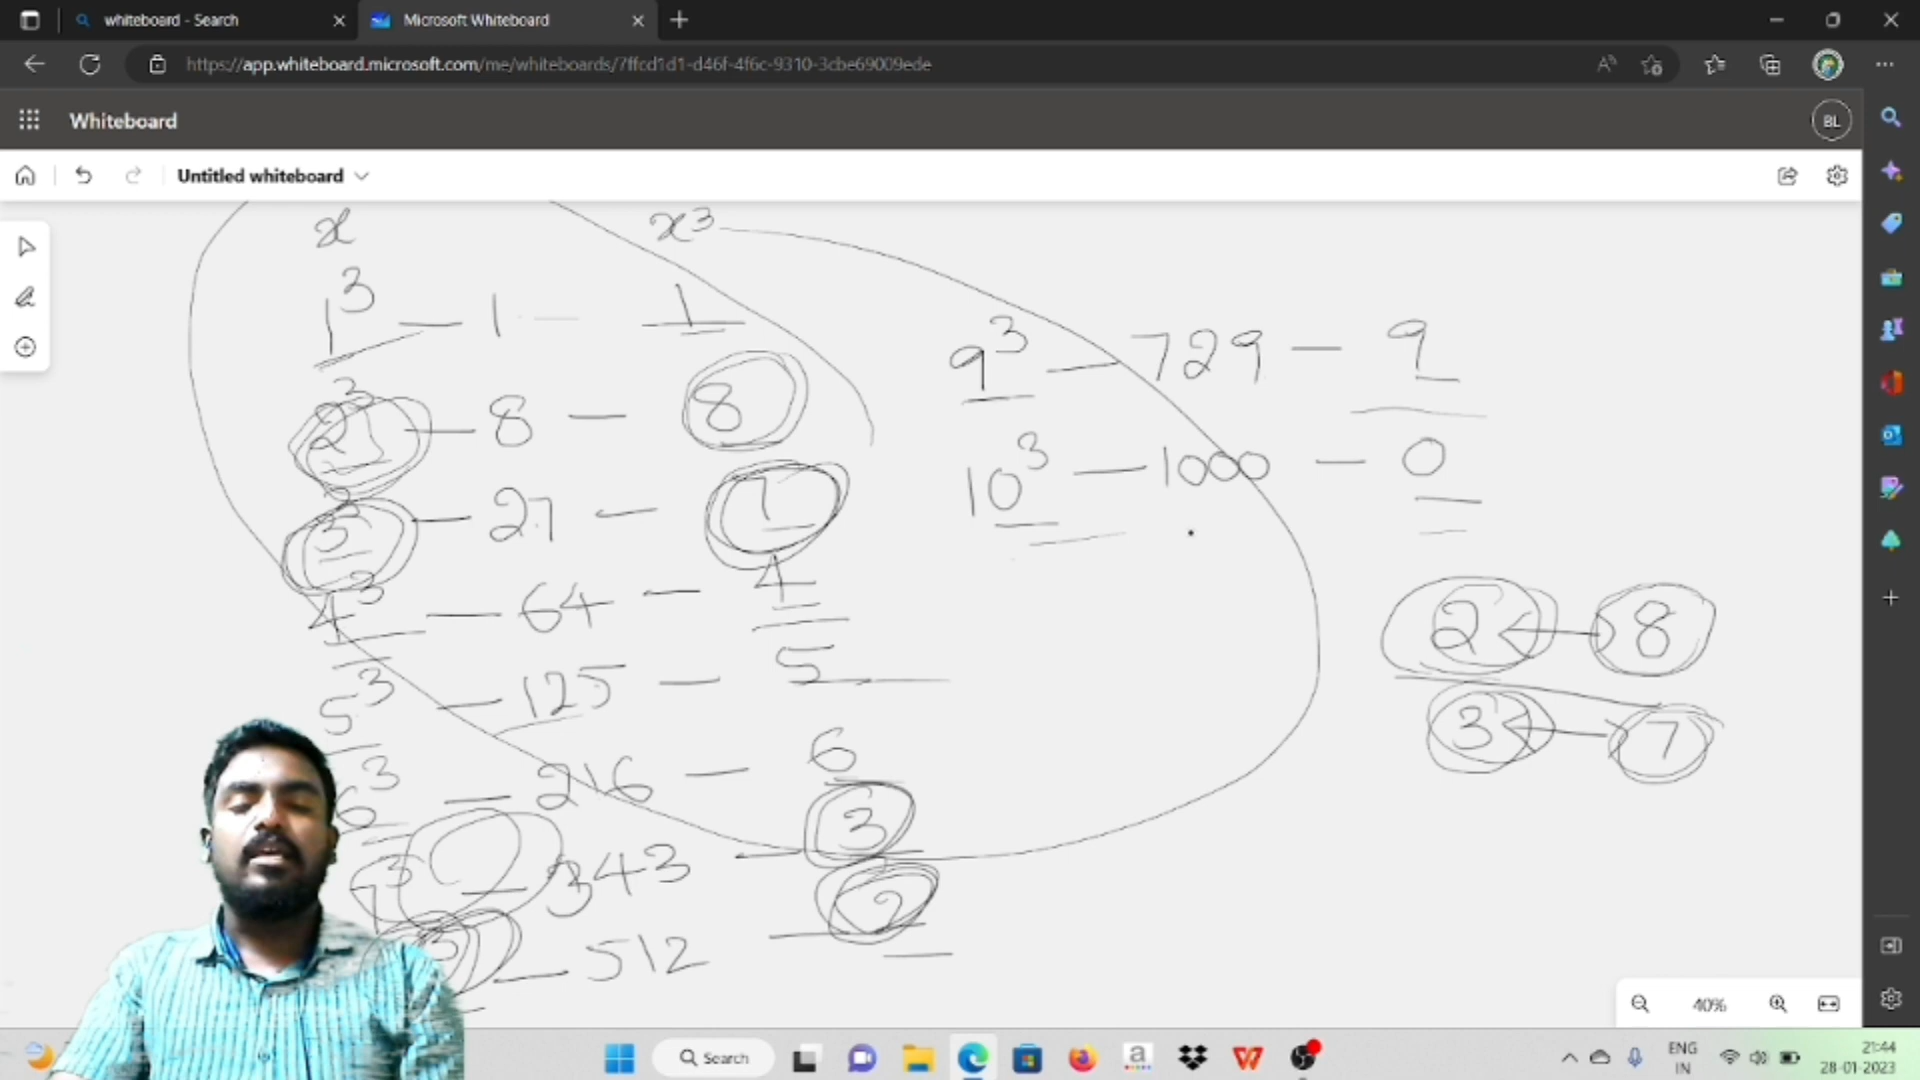 whiteboard - Search
Microsoft Whiteboard
https://app.whiteboard.microsoft.com/me/whiteboards/7ffcd1d1-d46f-4f6c-9310-3cbe69009ede
Whiteboard
BL
Untitled whiteboard
x x³
1³ — 1 — 1
2³ — 8 — 8
3³ — 27 — 7
4³ — 64 — 4
5³ — 125 — 5
6³ — 216 — 6
7³ 343 — 3
512 — 2
9³ — 729 — 9
10³ — 1000 — 0
2 ↔ 8
3 ↔ 7
40%
Search
ENG
IN
21:44
28-01-2023